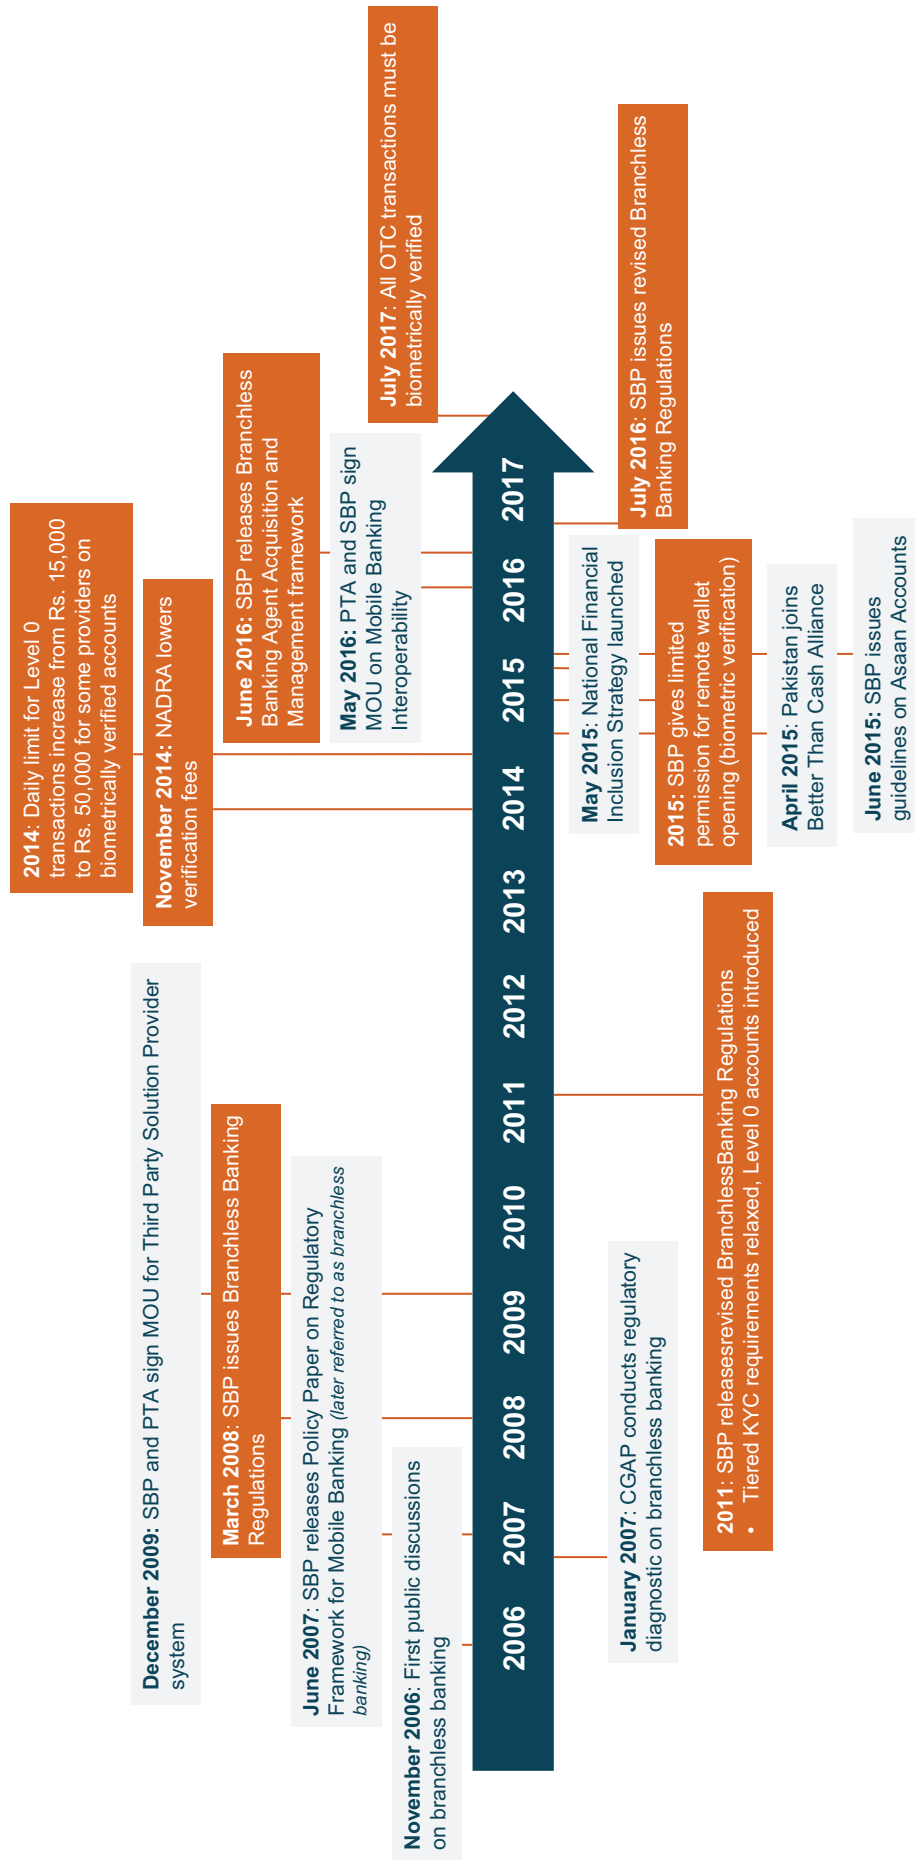 2014: Daily limit for Level 0
transactions increase from Rs. 15,000
to Rs. 50,000 for some providers on
biometrically verified accounts
December 2009: SBP and PTA sign MOU for Third Party Solution Provider
system
November 2014: NADRA lowers
verification fees
March 2008: SBP issues Branchless Banking
Regulations
June 2016: SBP releases Branchless
Banking Agent Acquisition and
Management framework
June 2007: SBP releases Policy Paper on Regulatory
Framework for Mobile Banking (later referred to as branchless
banking)
May 2016: PTA and SBP sign
MOU on Mobile Banking
Interoperability
November 2006: First public discussions
on branchless banking
July 2017: All OTC transactions must be
biometrically verified
2006 2007 2008 2009 2010 2011 2012 2013 2014 2015 2016 2017
January 2007: CGAP conducts regulatory
diagnostic on branchless banking
May 2015: National Financial
Inclusion Strategy launched
July 2016: SBP issues revised Branchless
Banking Regulations
2015: SBP gives limited
permission for remote wallet
opening (biometric verification)
2011: SBP releasesrevised BranchlessBanking Regulations
• Tiered KYC requirements relaxed, Level 0 accounts introduced
April 2015: Pakistan joins
Better Than Cash Alliance
June 2015: SBP issues
guidelines on Asaan Accounts